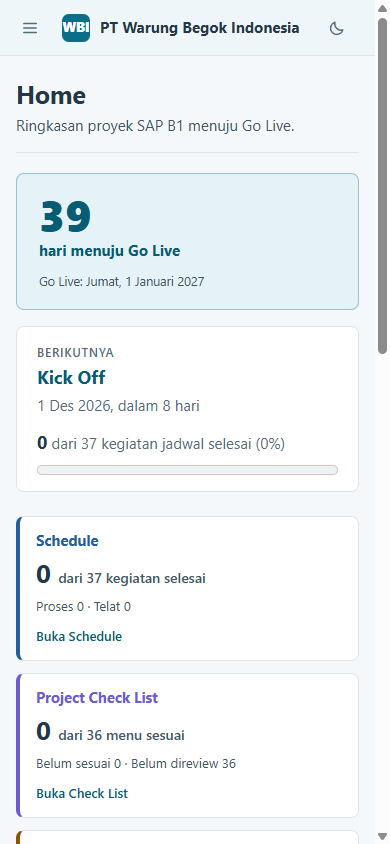 WBI PT Warung Begok Indonesia
Home
Ringkasan proyek SAP B1 menuju Go Live.
39
hari menuju Go Live
Go Live: Jumat, 1 Januari 2027
BERIKUTNYA
Kick Off
1 Des 2026, dalam 8 hari
0 dari 37 kegiatan jadwal selesai (0%)
Schedule
0 dari 37 kegiatan selesai
Proses 0 · Telat 0
Buka Schedule
Project Check List
0 dari 36 menu sesuai
Belum sesuai 0 · Belum direview 36
Buka Check List